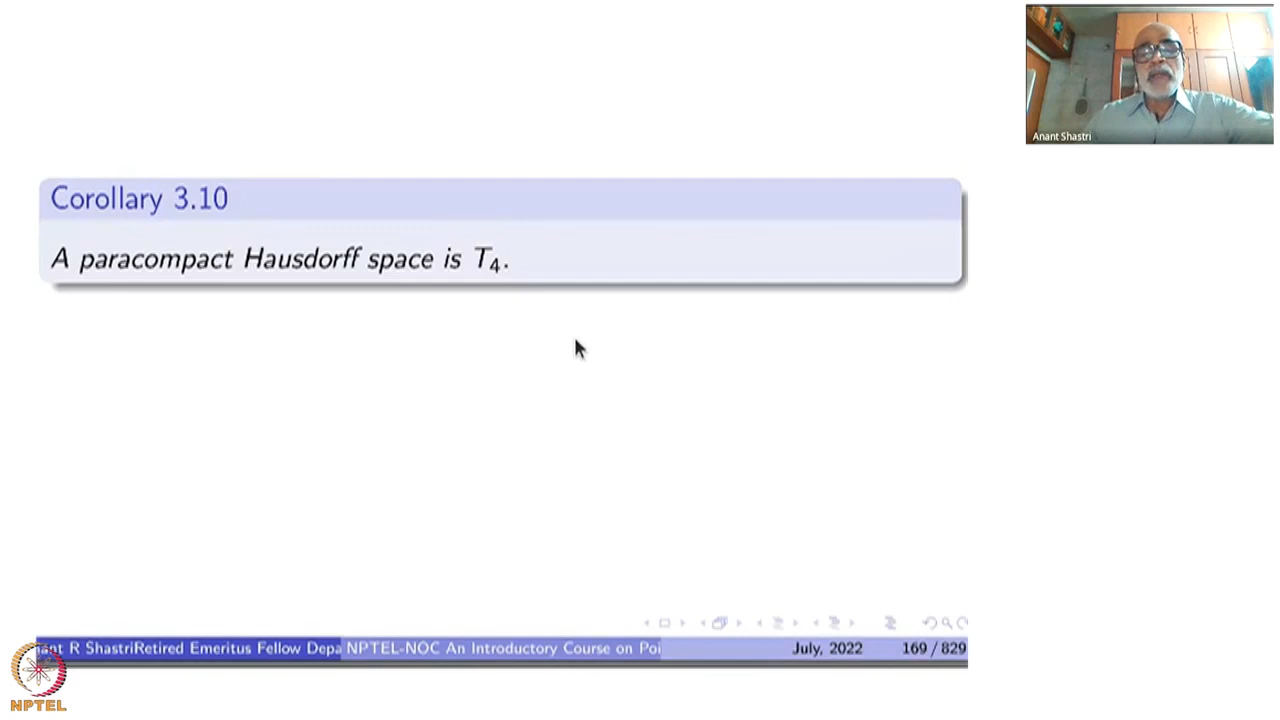 Anant Shastri
Corollary 3.10
A paracompact Hausdorff space is T₄.
ant R ShastriRetired Emeritus Fellow Depa NPTEL-NOC An Introductory Course on Poi July, 2022 169 / 829
NPTEL